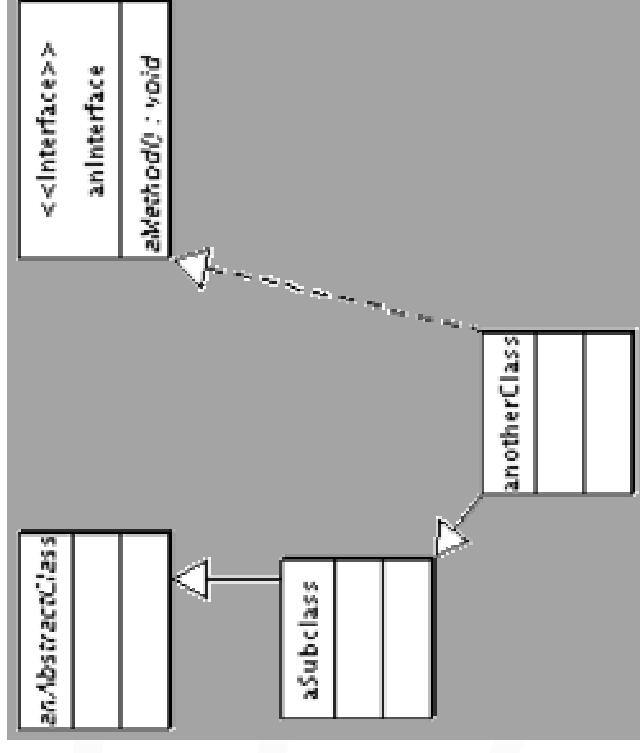 <<Interface>>
anInterface
aMethod() : void
anAbstractClass
aSubclass
anotherClass